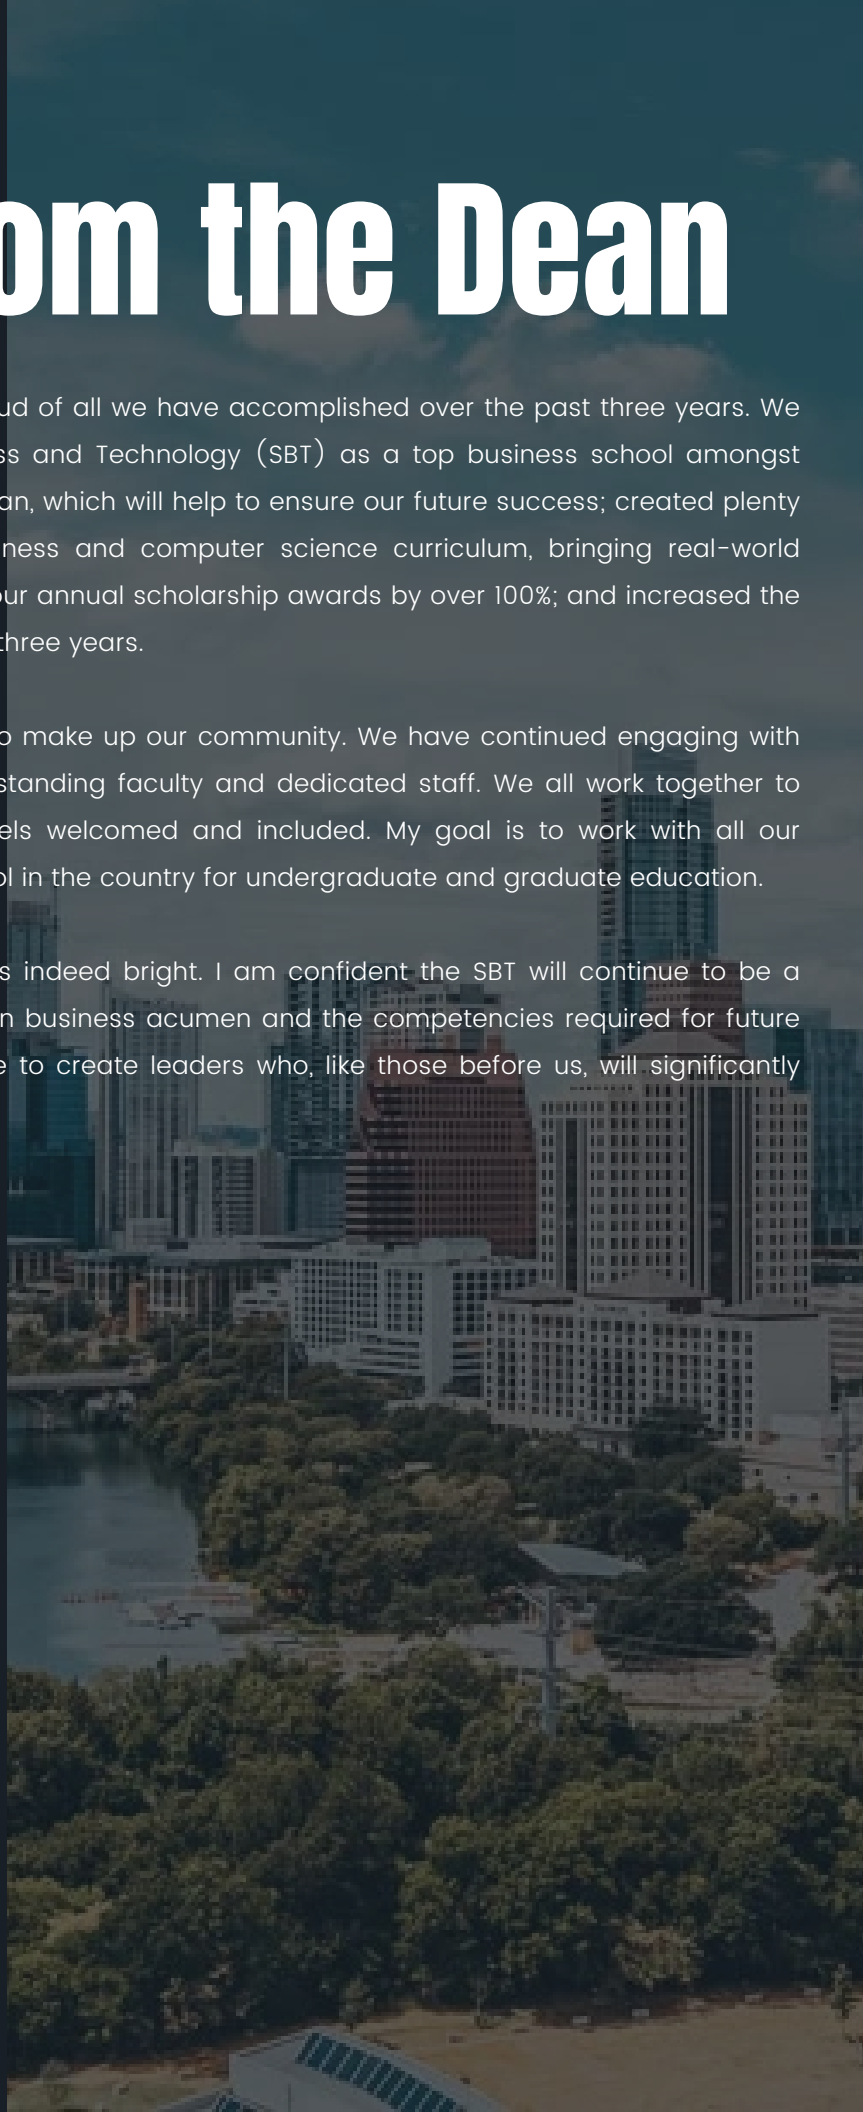 om the Dean
ud of all we have accomplished over the past three years. We
ss and Technology (SBT) as a top business school amongst
an, which will help to ensure our future success; created plenty
ness and computer science curriculum, bringing real-world
our annual scholarship awards by over 100%; and increased the
three years.
o make up our community. We have continued engaging with
standing faculty and dedicated staff. We all work together to
els welcomed and included. My goal is to work with all our
ol in the country for undergraduate and graduate education.
s indeed bright. I am confident the SBT will continue to be a
n business acumen and the competencies required for future
e to create leaders who, like those before us, will significantly